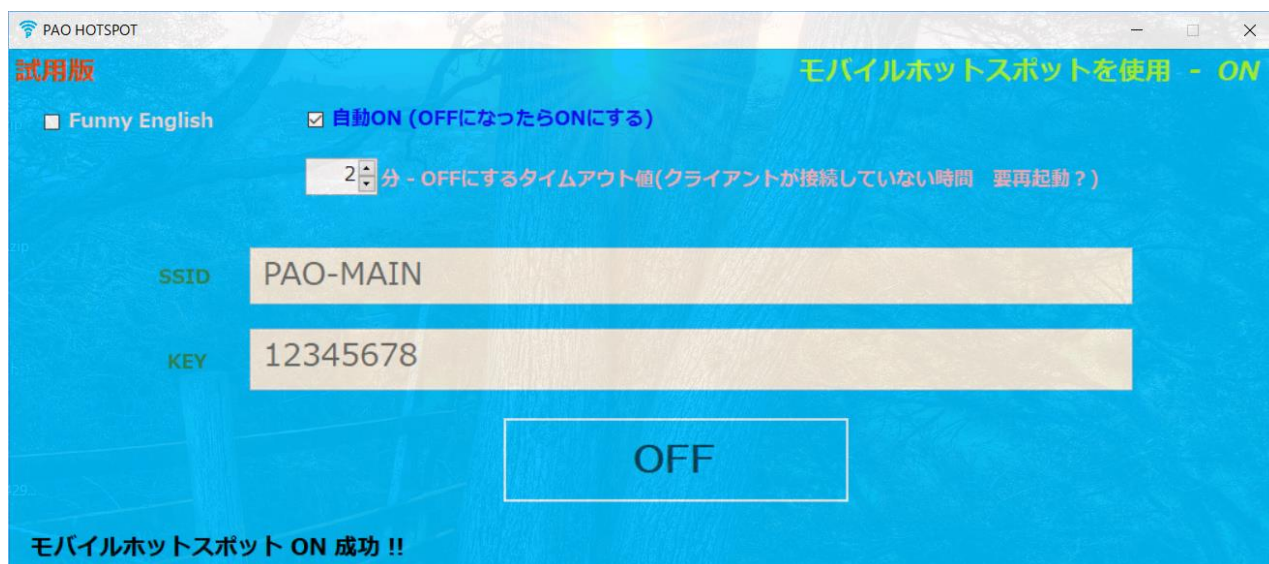 PAO HOTSPOT
試用版
モバイルホットスポットを使用 - ON
Funny English
自動ON (OFFになったらONにする)
2 分 - OFFにするタイムアウト値(クライアントが接続していない時間　要再起動？)
zip
SSID
PAO-MAIN
KEY
12345678
OFF
29
モバイルホットスポット ON 成功 !!